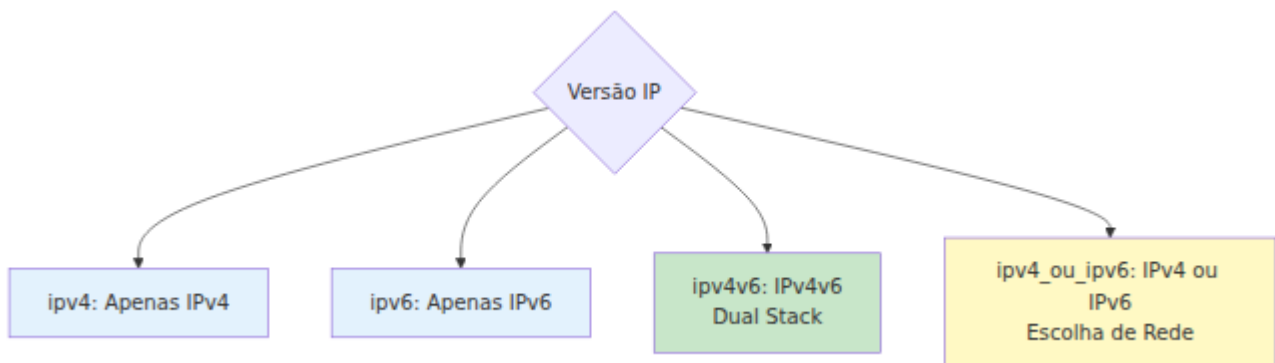 Versão IP
ipv4: Apenas IPv4
ipv6: Apenas IPv6
ipv4v6: IPv4v6
Dual Stack
ipv4_ou_ipv6: IPv4 ou
IPv6
Escolha de Rede